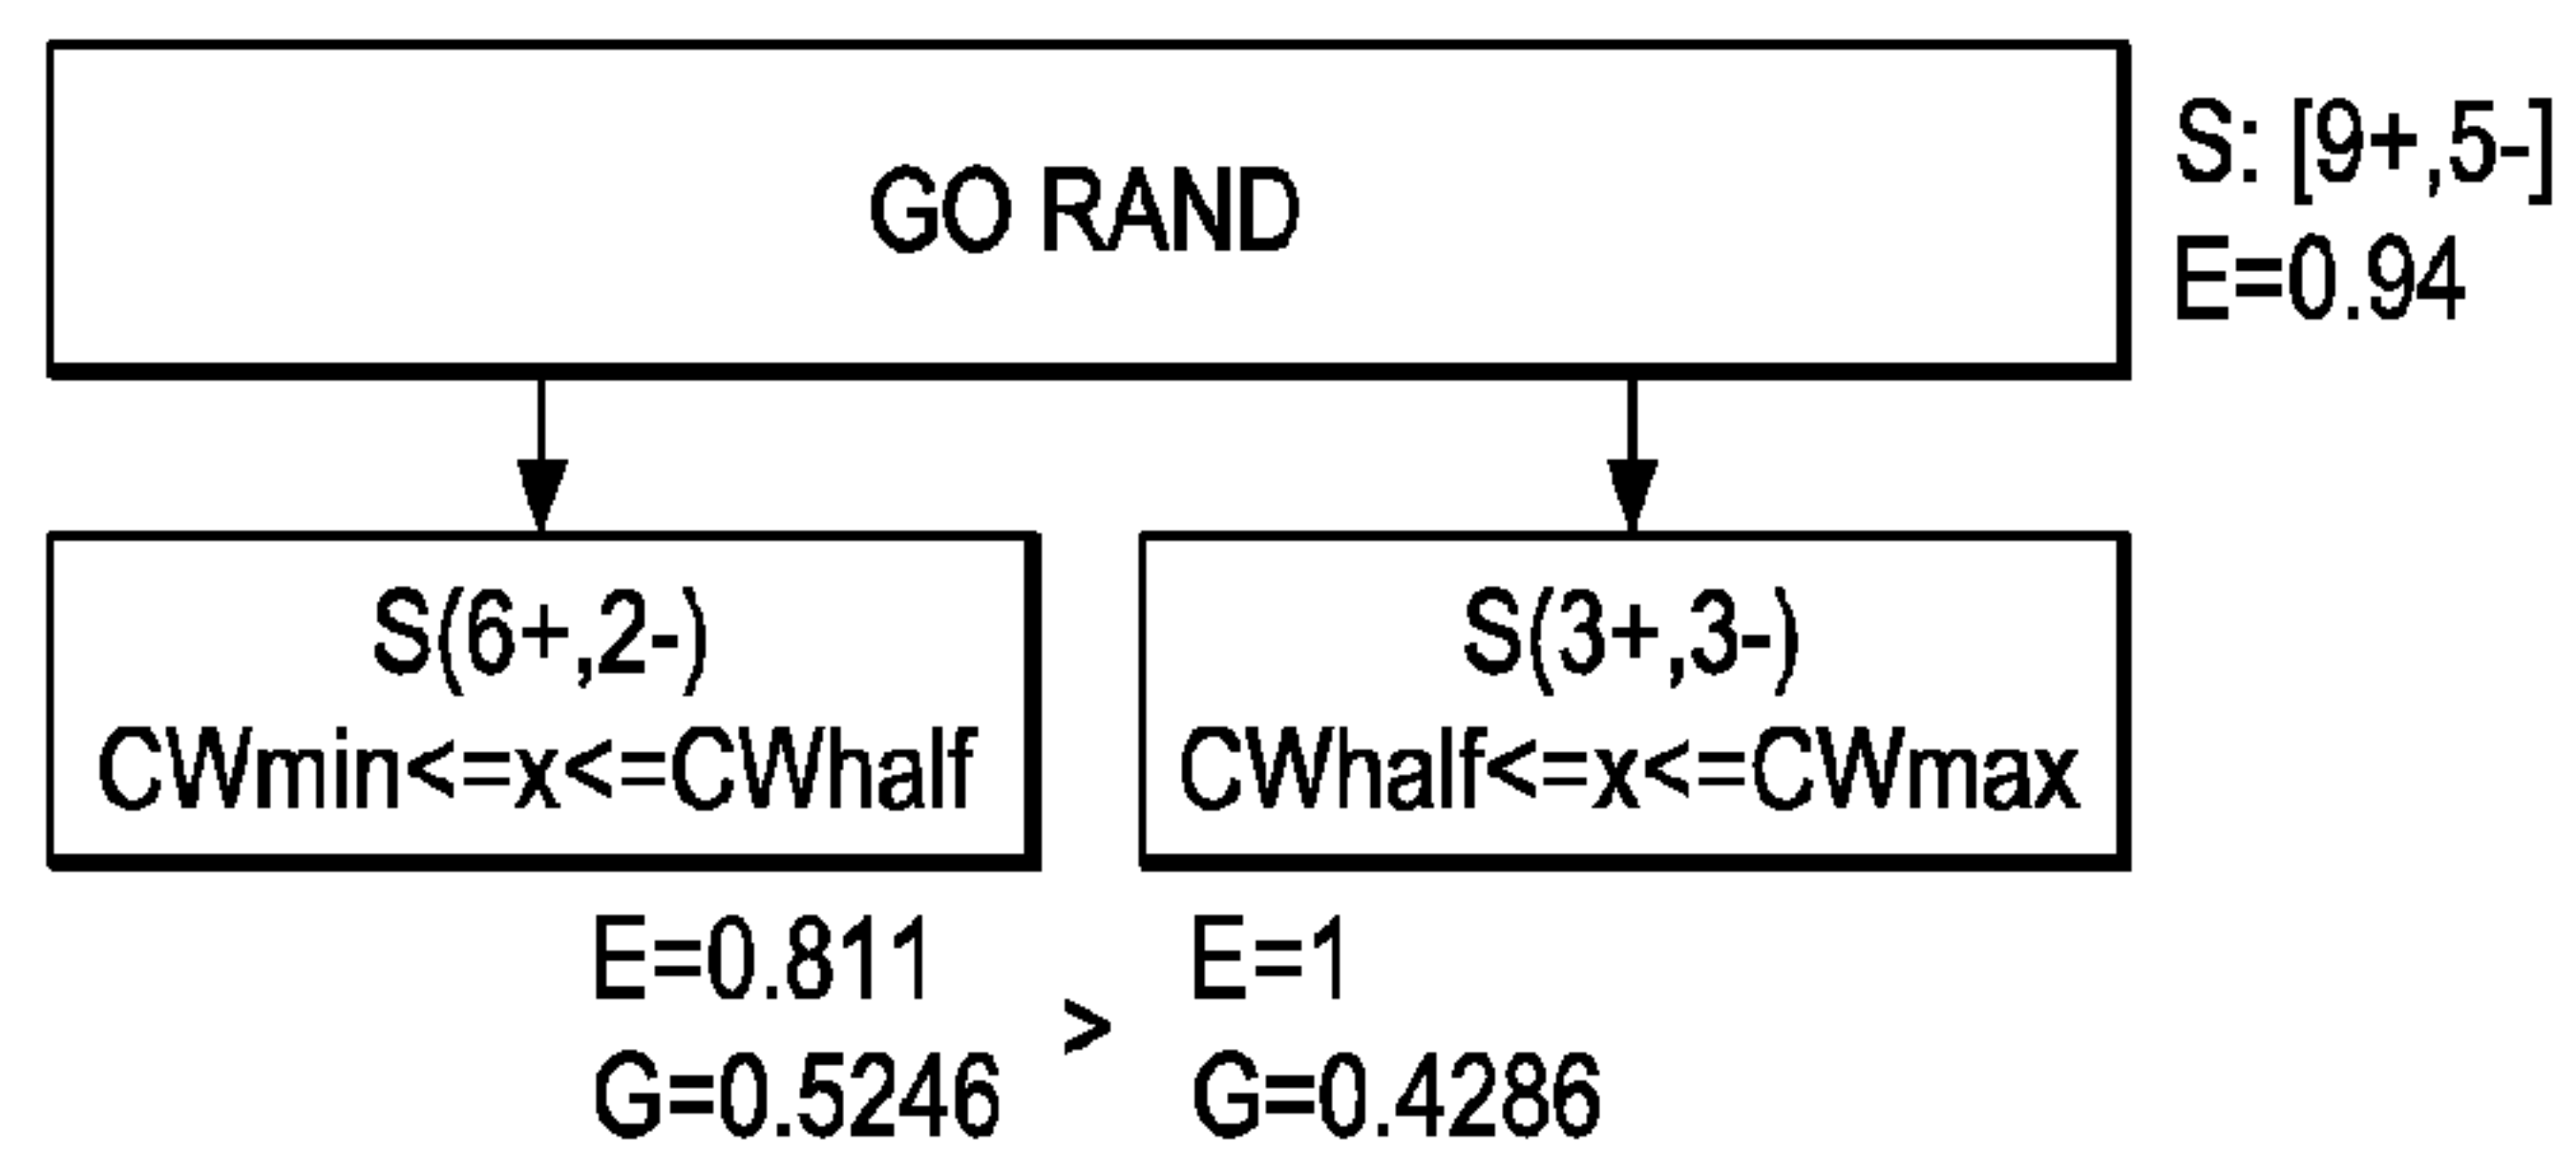 GO RAND
S: [9+,5-]
E=0.94
S(6+,2-)
CWmin<=x<=CWhalf
S(3+,3-)
CWhalf<=x<=CWmax
E=0.811
G=0.5246
>
E=1
G=0.4286